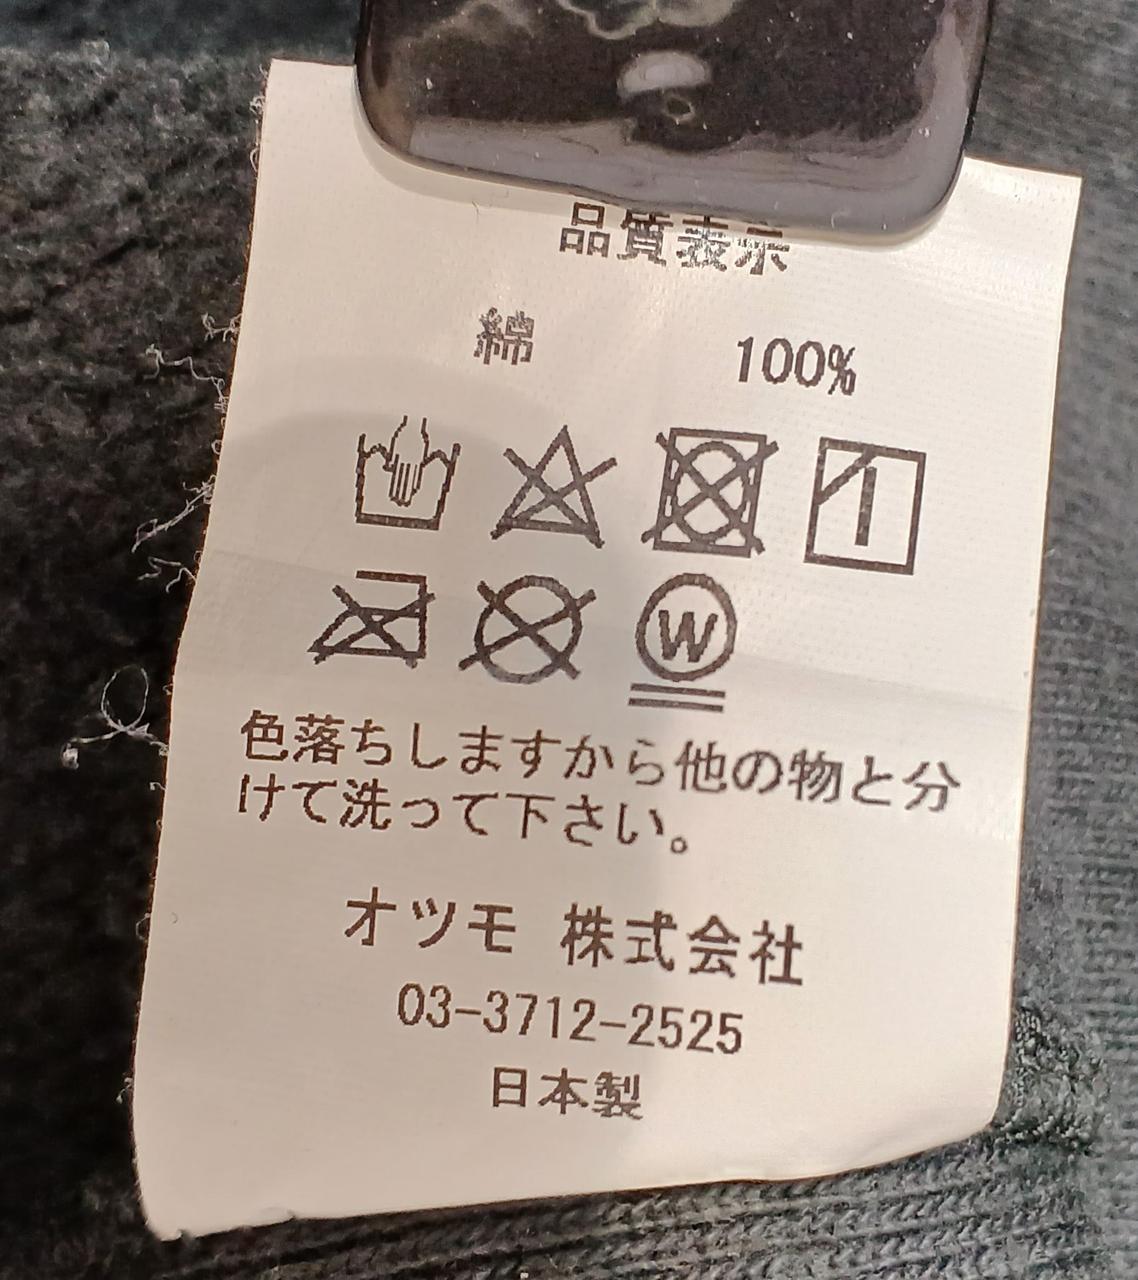 品質表示
綿 100%
W
色落ちしますから他の物と分
けて洗って下さい。
オツモ 株式会社
03-3712-2525
日本製